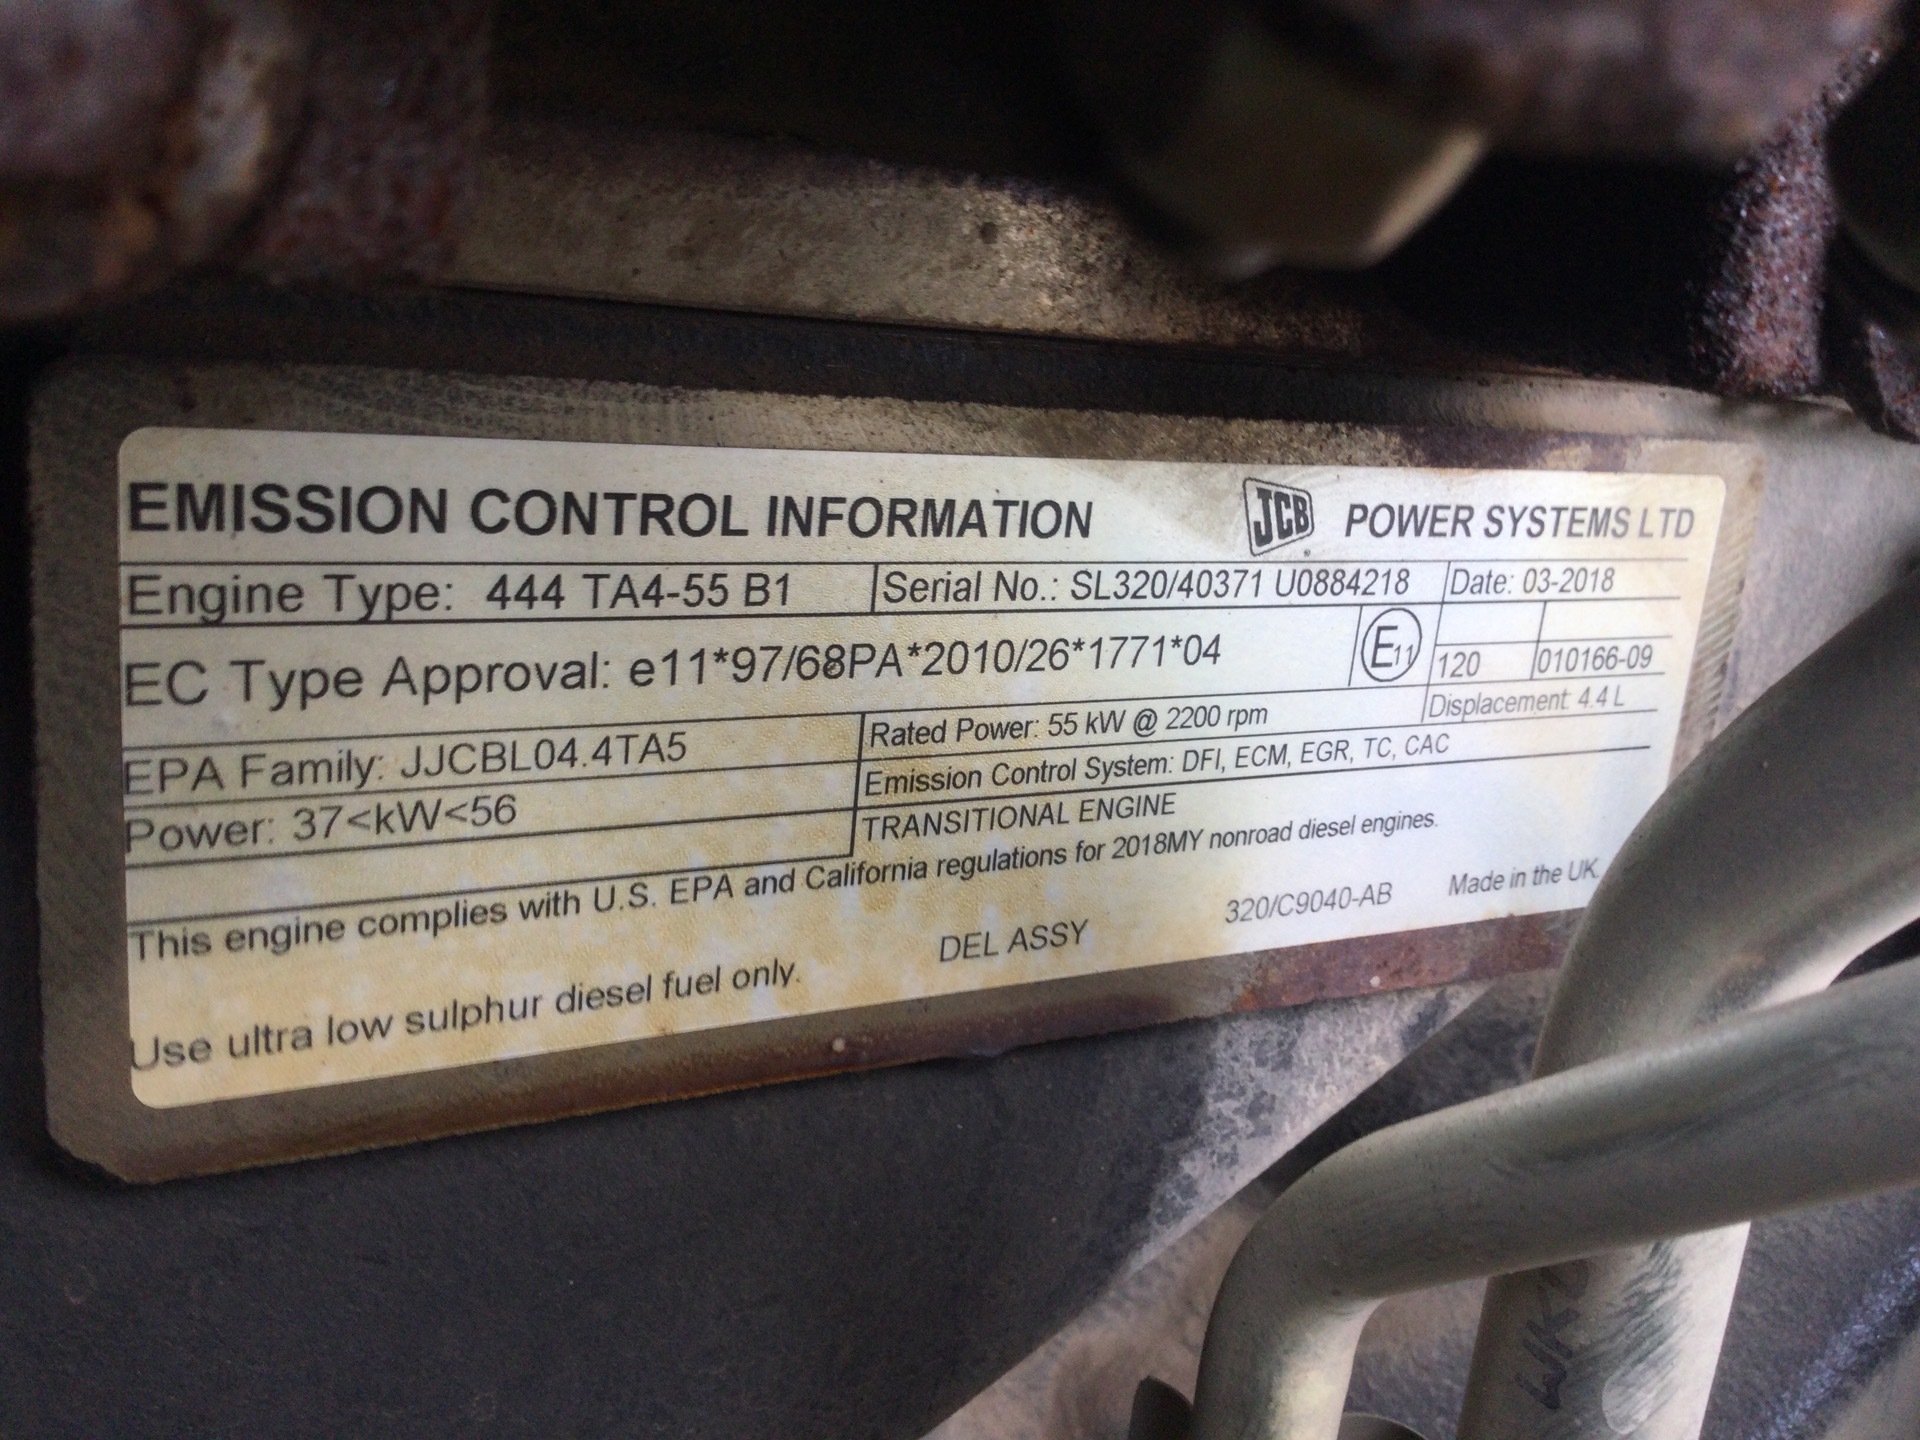 EMISSION CONTROL INFORMATION JCB POWER SYSTEMS LTD
Engine Type: 444 TA4-55 B1 Serial No.: SL320/40371 U0884218 Date: 03-2018
EC Type Approval: e11*97/68PA*2010/26*1771*04 E11 120 010166-09
EPA Family: JJCBL04.4TA5 Rated Power: 55 kW @ 2200 rpm Displacement: 4.4 L
Power: 37<kW<56 Emission Control System: DFI, ECM, EGR, TC, CAC
TRANSITIONAL ENGINE
This engine complies with U.S. EPA and California regulations for 2018MY nonroad diesel engines.
Use ultra low sulphur diesel fuel only. DEL ASSY 320/C9040-AB Made in the UK.